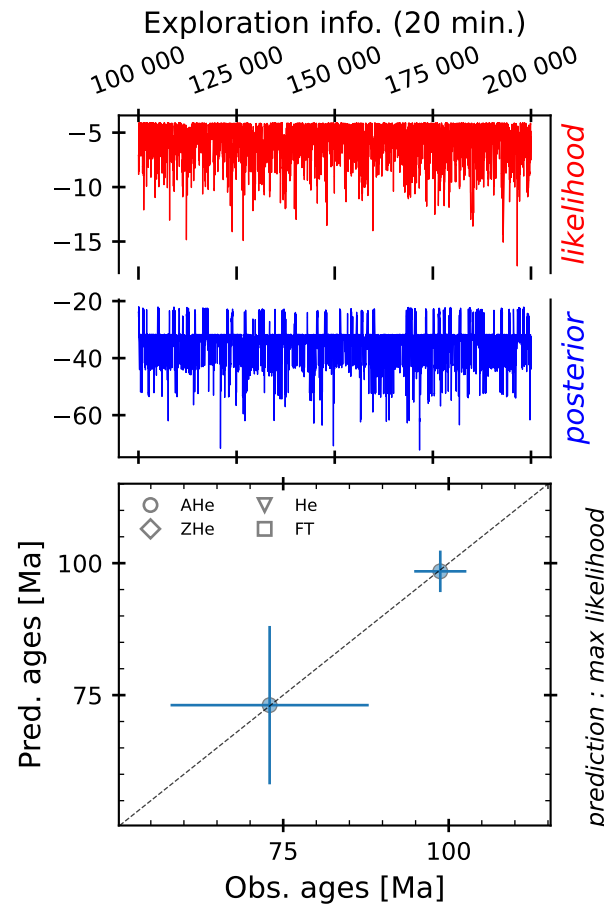 Exploration info. (20 min.)
100 000 125 000 150 000 175 000 200 000
−5
−10
−15
likelihood
−20
−40
−60
posterior
AHe He
ZHe FT
100
75
Pred. ages [Ma]
prediction : max likelihood
75 100
Obs. ages [Ma]